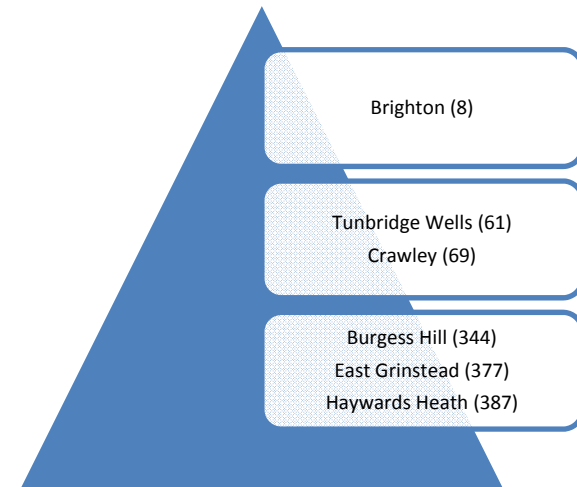 Brighton (8)
Tunbridge Wells (61)
Crawley (69)
Burgess Hill (344)
East Grinstead (377)
Haywards Heath (387)